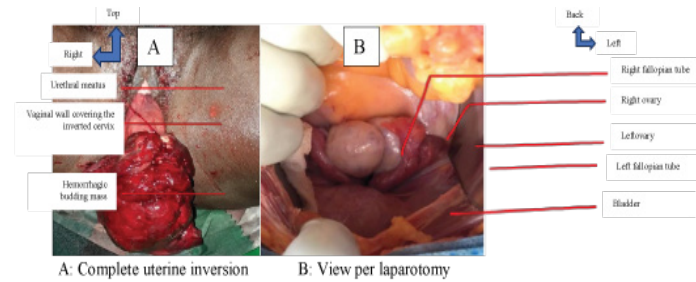 Top
Right
A
Urethral meatus
Vaginal wall covering the
inverted cervix
Hemorrhagic
budding mass
A: Complete uterine inversion
B
Back
Left
Right fallopian tube
Right ovary
Leftovary
Left fallopian tube
Bladder
B: View per laparotomy